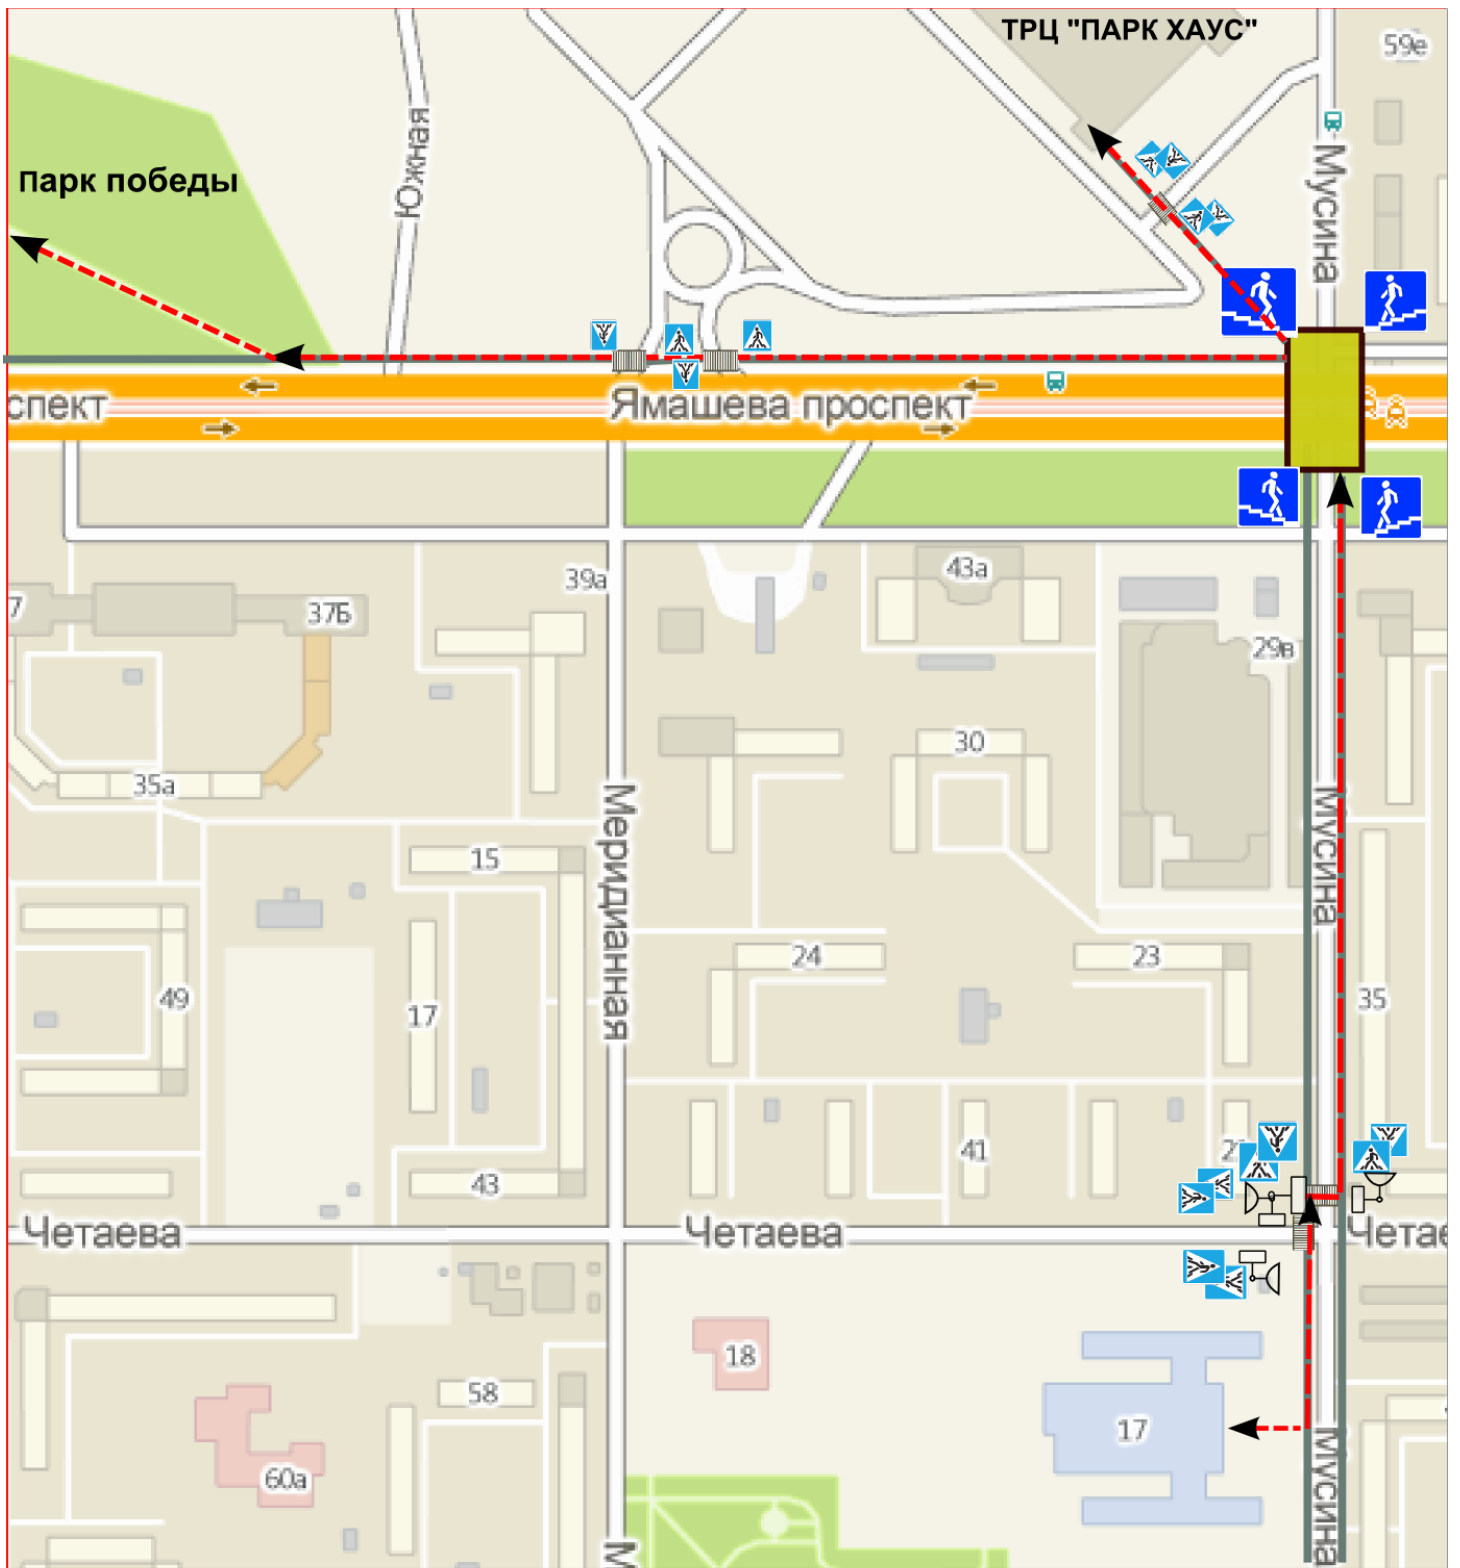 ТРЦ "ПАРК ХАУС"
59е
Южная
Мусина
Парк победы
спект
Ямашева проспект
39а
43а
7
37Б
29в
30
35а
Меридианная
Мусина
15
24
23
49
17
35
41
43
Четаева
Четаева
Четае
18
58
17
60а
Мусина
М